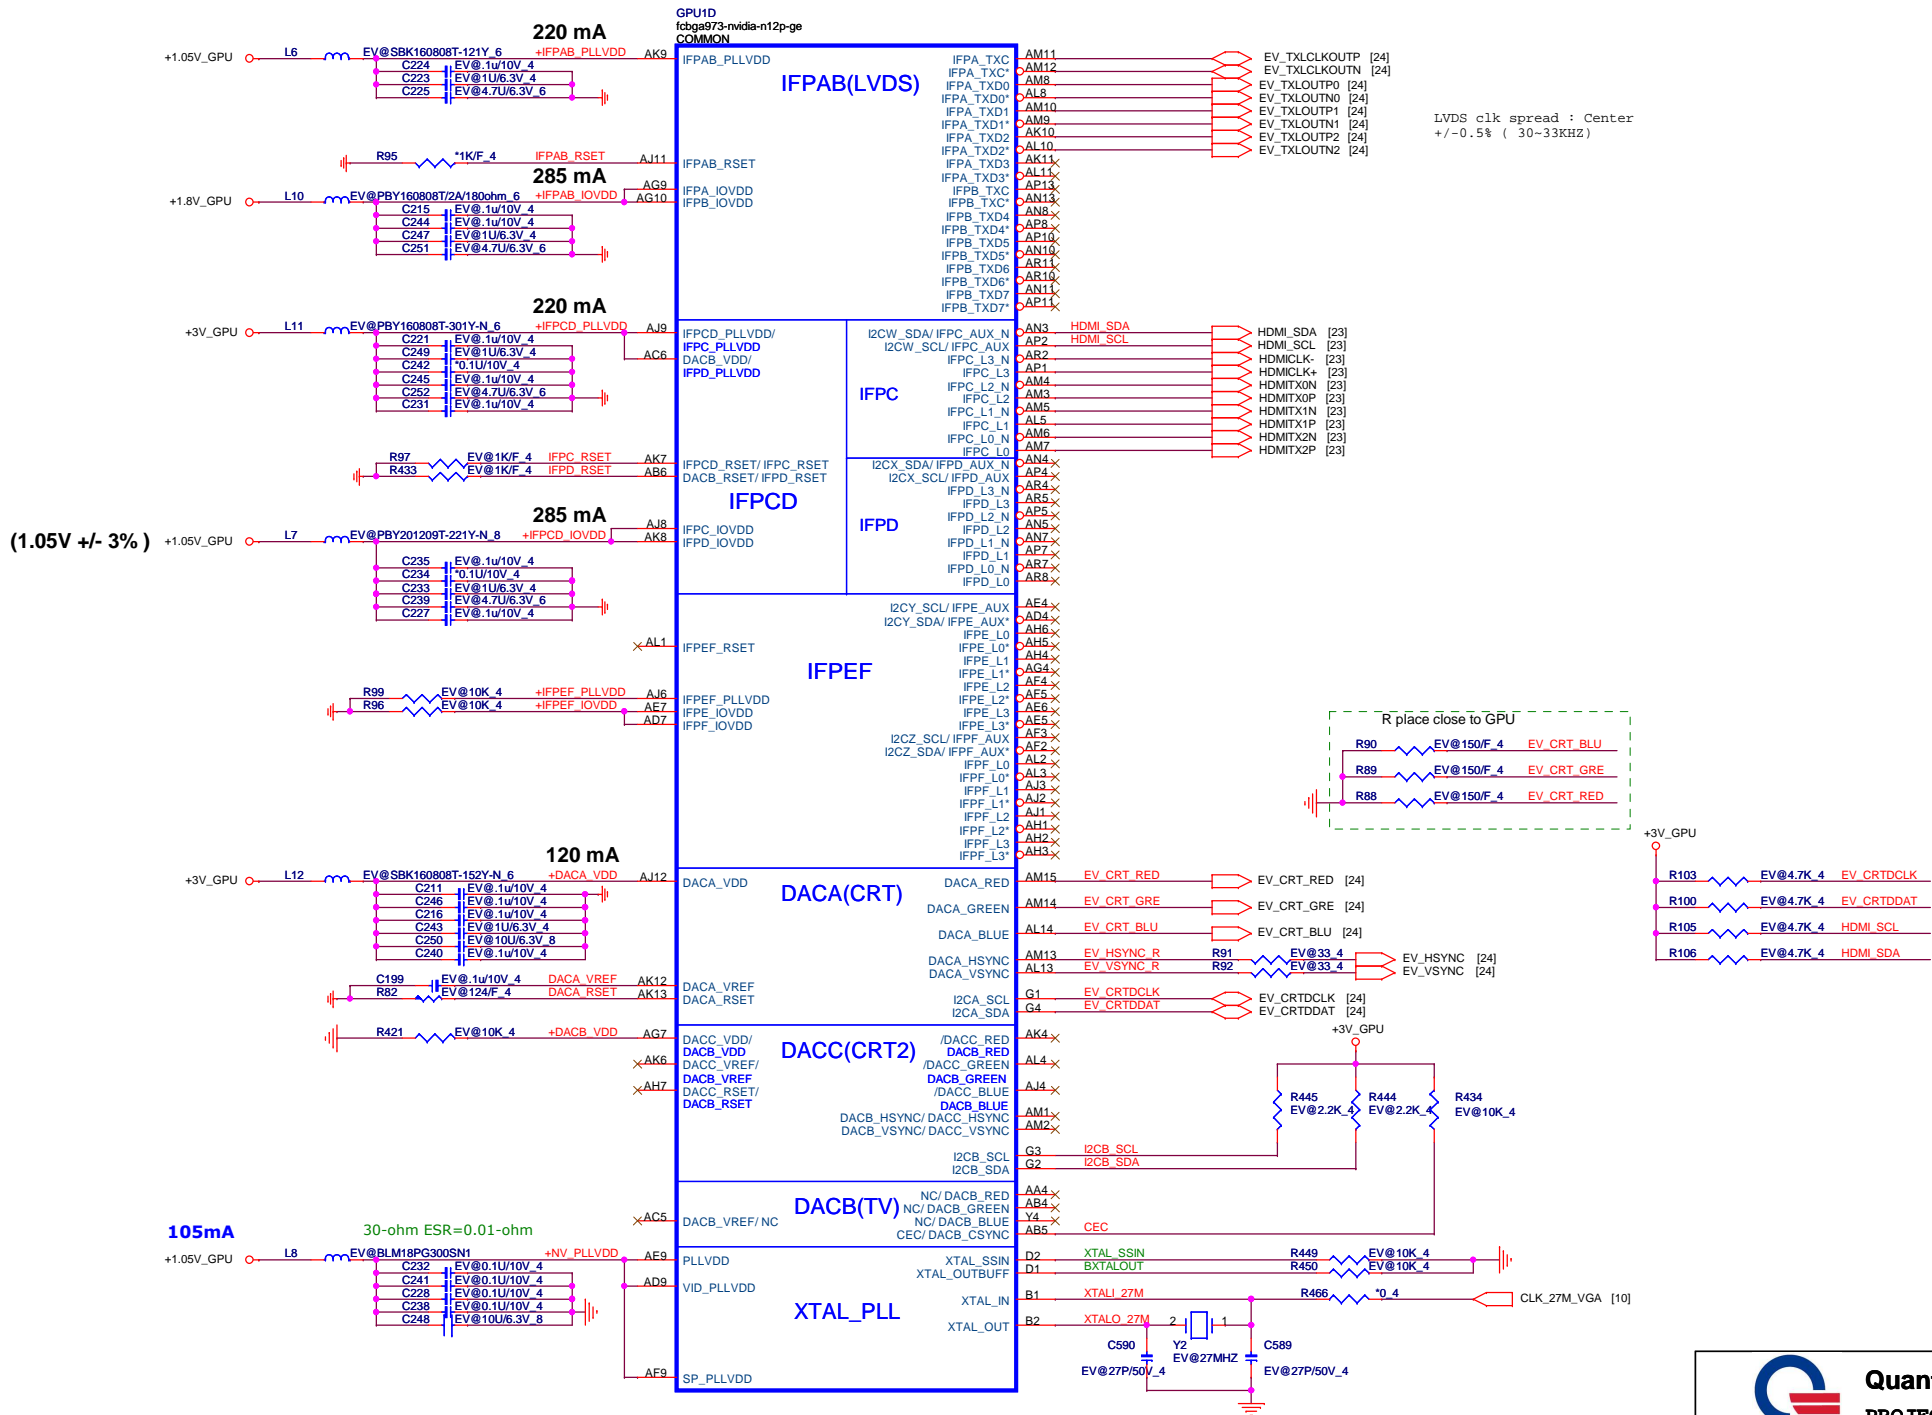 GPU1D
fcbga973-nvidia-n12p-ge
COMMON
220 mA
+1.05V_GPU L6 EV@SBK160808T-121Y_6 +IFPAB_PLLVDD AK9 IFPAB_PLLVDD
C224 EV@.1u/10V_4
C223 EV@1U/6.3V_4
C225 EV@4.7U/6.3V_6
R95 *1K/F_4 IFPAB_RSET AJ11 IFPAB_RSET
285 mA
AG9 IFPA_IOVDD
+1.8V_GPU L10 EV@PBY160808T/2A/180ohm_6 +IFPAB_IOVDD AG10 IFPB_IOVDD
C215 EV@.1u/10V_4
C244 EV@.1u/10V_4
C247 EV@1U/6.3V_4
C251 EV@4.7U/6.3V_6
IFPAB(LVDS)
IFPA_TXC AM11 EV_TXLCLKOUTP [24]
IFPA_TXC* AM12 EV_TXLCLKOUTN [24]
IFPA_TXD0 AM8 EV_TXLOUTP0 [24]
IFPA_TXD0* AL8 EV_TXLOUTN0 [24]
IFPA_TXD1 AM10 EV_TXLOUTP1 [24]
IFPA_TXD1* AM9 EV_TXLOUTN1 [24]
IFPA_TXD2 AK10 EV_TXLOUTP2 [24]
IFPA_TXD2* AL10 EV_TXLOUTN2 [24]
IFPA_TXD3 AK11
IFPA_TXD3* AL11
IFPB_TXC AP13
IFPB_TXC* AN13
IFPB_TXD4 AN8
IFPB_TXD4* AP8
IFPB_TXD5 AP10
IFPB_TXD5* AN10
IFPB_TXD6 AR11
IFPB_TXD6* AR10
IFPB_TXD7 AN11
IFPB_TXD7* AP11
LVDS clk spread : Center
+/-0.5% ( 30~33KHZ)
220 mA
+3V_GPU L11 EV@PBY160808T-301Y-N_6 +IFPCD_PLLVDD AJ9 IFPCD_PLLVDD/
IFPC_PLLVDD
AC6 DACB_VDD/
IFPD_PLLVDD
C221 EV@.1u/10V_4
C249 EV@1U/6.3V_4
C242 *0.1U/10V_4
C245 EV@.1u/10V_4
C252 EV@4.7U/6.3V_6
C231 EV@.1u/10V_4
R97 EV@1K/F_4 IFPC_RSET AK7 IFPCD_RSET/ IFPC_RSET
R433 EV@1K/F_4 IFPD_RSET AB6 DACB_RSET/ IFPD_RSET
IFPCD
285 mA
AJ8 IFPC_IOVDD
(1.05V +/- 3% ) +1.05V_GPU L7 EV@PBY201209T-221Y-N_8 +IFPCD_IOVDD AK8 IFPD_IOVDD
C235 EV@.1u/10V_4
C234 *0.1U/10V_4
C233 EV@1U/6.3V_4
C239 EV@4.7U/6.3V_6
C227 EV@.1u/10V_4
IFPC
I2CW_SDA/ IFPC_AUX_N AN3 HDMI_SDA HDMI_SDA [23]
I2CW_SCL/ IFPC_AUX AP2 HDMI_SCL HDMI_SCL [23]
IFPC_L3_N AR2 HDMICLK- [23]
IFPC_L3 AP1 HDMICLK+ [23]
IFPC_L2_N AM4 HDMITX0N [23]
IFPC_L2 AM3 HDMITX0P [23]
IFPC_L1_N AM5 HDMITX1N [23]
IFPC_L1 AL5 HDMITX1P [23]
IFPC_L0_N AM6 HDMITX2N [23]
IFPC_L0 AM7 HDMITX2P [23]
IFPD
I2CX_SDA/ IFPD_AUX_N AN4
I2CX_SCL/ IFPD_AUX AP4
IFPD_L3_N AR4
IFPD_L3 AR5
IFPD_L2_N AP5
IFPD_L2 AN5
IFPD_L1_N AN7
IFPD_L1 AP7
IFPD_L0_N AR7
IFPD_L0 AR8
IFPEF
AL1 IFPEF_RSET
R99 EV@10K_4 +IFPEF_PLLVDD AJ6 IFPEF_PLLVDD
R96 EV@10K_4 +IFPEF_IOVDD AE7 IFPE_IOVDD
AD7 IFPF_IOVDD
I2CY_SCL/ IFPE_AUX AE4
I2CY_SDA/ IFPE_AUX* AD4
IFPE_L0 AH6
IFPE_L0* AH5
IFPE_L1 AH4
IFPE_L1* AG4
IFPE_L2 AF4
IFPE_L2* AF5
IFPE_L3 AE6
IFPE_L3* AE5
I2CZ_SCL/ IFPF_AUX AF3
I2CZ_SDA/ IFPF_AUX* AF2
IFPF_L0 AL2
IFPF_L0* AL3
IFPF_L1 AJ3
IFPF_L1* AJ2
IFPF_L2 AJ1
IFPF_L2* AH1
IFPF_L3 AH2
IFPF_L3* AH3
R place close to GPU
R90 EV@150/F_4 EV_CRT_BLU
R89 EV@150/F_4 EV_CRT_GRE
R88 EV@150/F_4 EV_CRT_RED
+3V_GPU
R103 EV@4.7K_4 EV_CRTDCLK
R100 EV@4.7K_4 EV_CRTDDAT
R105 EV@4.7K_4 HDMI_SCL
R106 EV@4.7K_4 HDMI_SDA
120 mA
+3V_GPU L12 EV@SBK160808T-152Y-N_6 +DACA_VDD AJ12 DACA_VDD
C211 EV@.1u/10V_4
C246 EV@.1u/10V_4
C216 EV@.1u/10V_4
C243 EV@1U/6.3V_4
C250 EV@10U/6.3V_8
C240 EV@.1u/10V_4
C199 EV@.1u/10V_4 DACA_VREF AK12 DACA_VREF
R82 EV@124/F_4 DACA_RSET AK13 DACA_RSET
DACA(CRT)
DACA_RED AM15 EV_CRT_RED EV_CRT_RED [24]
DACA_GREEN AM14 EV_CRT_GRE EV_CRT_GRE [24]
DACA_BLUE AL14 EV_CRT_BLU EV_CRT_BLU [24]
DACA_HSYNC AM13 EV_HSYNC_R R91 EV@33_4 EV_HSYNC [24]
DACA_VSYNC AL13 EV_VSYNC_R R92 EV@33_4 EV_VSYNC [24]
I2CA_SCL G1 EV_CRTDCLK EV_CRTDCLK [24]
I2CA_SDA G4 EV_CRTDDAT EV_CRTDDAT [24]
R421 EV@10K_4 +DACB_VDD AG7 DACC_VDD/
DACB_VDD
AK6 DACC_VREF/
DACB_VREF
AH7 DACC_RSET/
DACB_RSET
DACC(CRT2)
/DACC_RED AK4
DACB_RED
/DACC_GREEN AL4
DACB_GREEN
/DACC_BLUE AJ4
DACB_BLUE
DACB_HSYNC/ DACC_HSYNC AM1
DACB_VSYNC/ DACC_VSYNC AM2
I2CB_SCL G3 I2CB_SCL
I2CB_SDA G2 I2CB_SDA
+3V_GPU
R445 R444 R434
EV@2.2K_4 EV@2.2K_4 EV@10K_4
DACB(TV)
AC5 DACB_VREF/ NC
NC/ DACB_RED AA4
NC/ DACB_GREEN AB4
NC/ DACB_BLUE Y4
CEC/ DACB_CSYNC AB5 CEC
105mA 30-ohm ESR=0.01-ohm
+1.05V_GPU L8 EV@BLM18PG300SN1 +NV_PLLVDD AE9 PLLVDD
C232 EV@0.1U/10V_4
C241 EV@0.1U/10V_4
C228 EV@0.1U/10V_4
C238 EV@0.1U/10V_4
C248 EV@10U/6.3V_8
AD9 VID_PLLVDD
AF9 SP_PLLVDD
XTAL_PLL
XTAL_SSIN D2 XTAL_SSIN R449 EV@10K_4
XTAL_OUTBUFF D1 BXTALOUT R450 EV@10K_4
XTAL_IN B1 XTALI_27M R466 *0_4 CLK_27M_VGA [10]
XTAL_OUT B2 XTALO_27M 2 1
C590 Y2 C589
EV@27MHZ
EV@27P/50V_4 EV@27P/50V_4